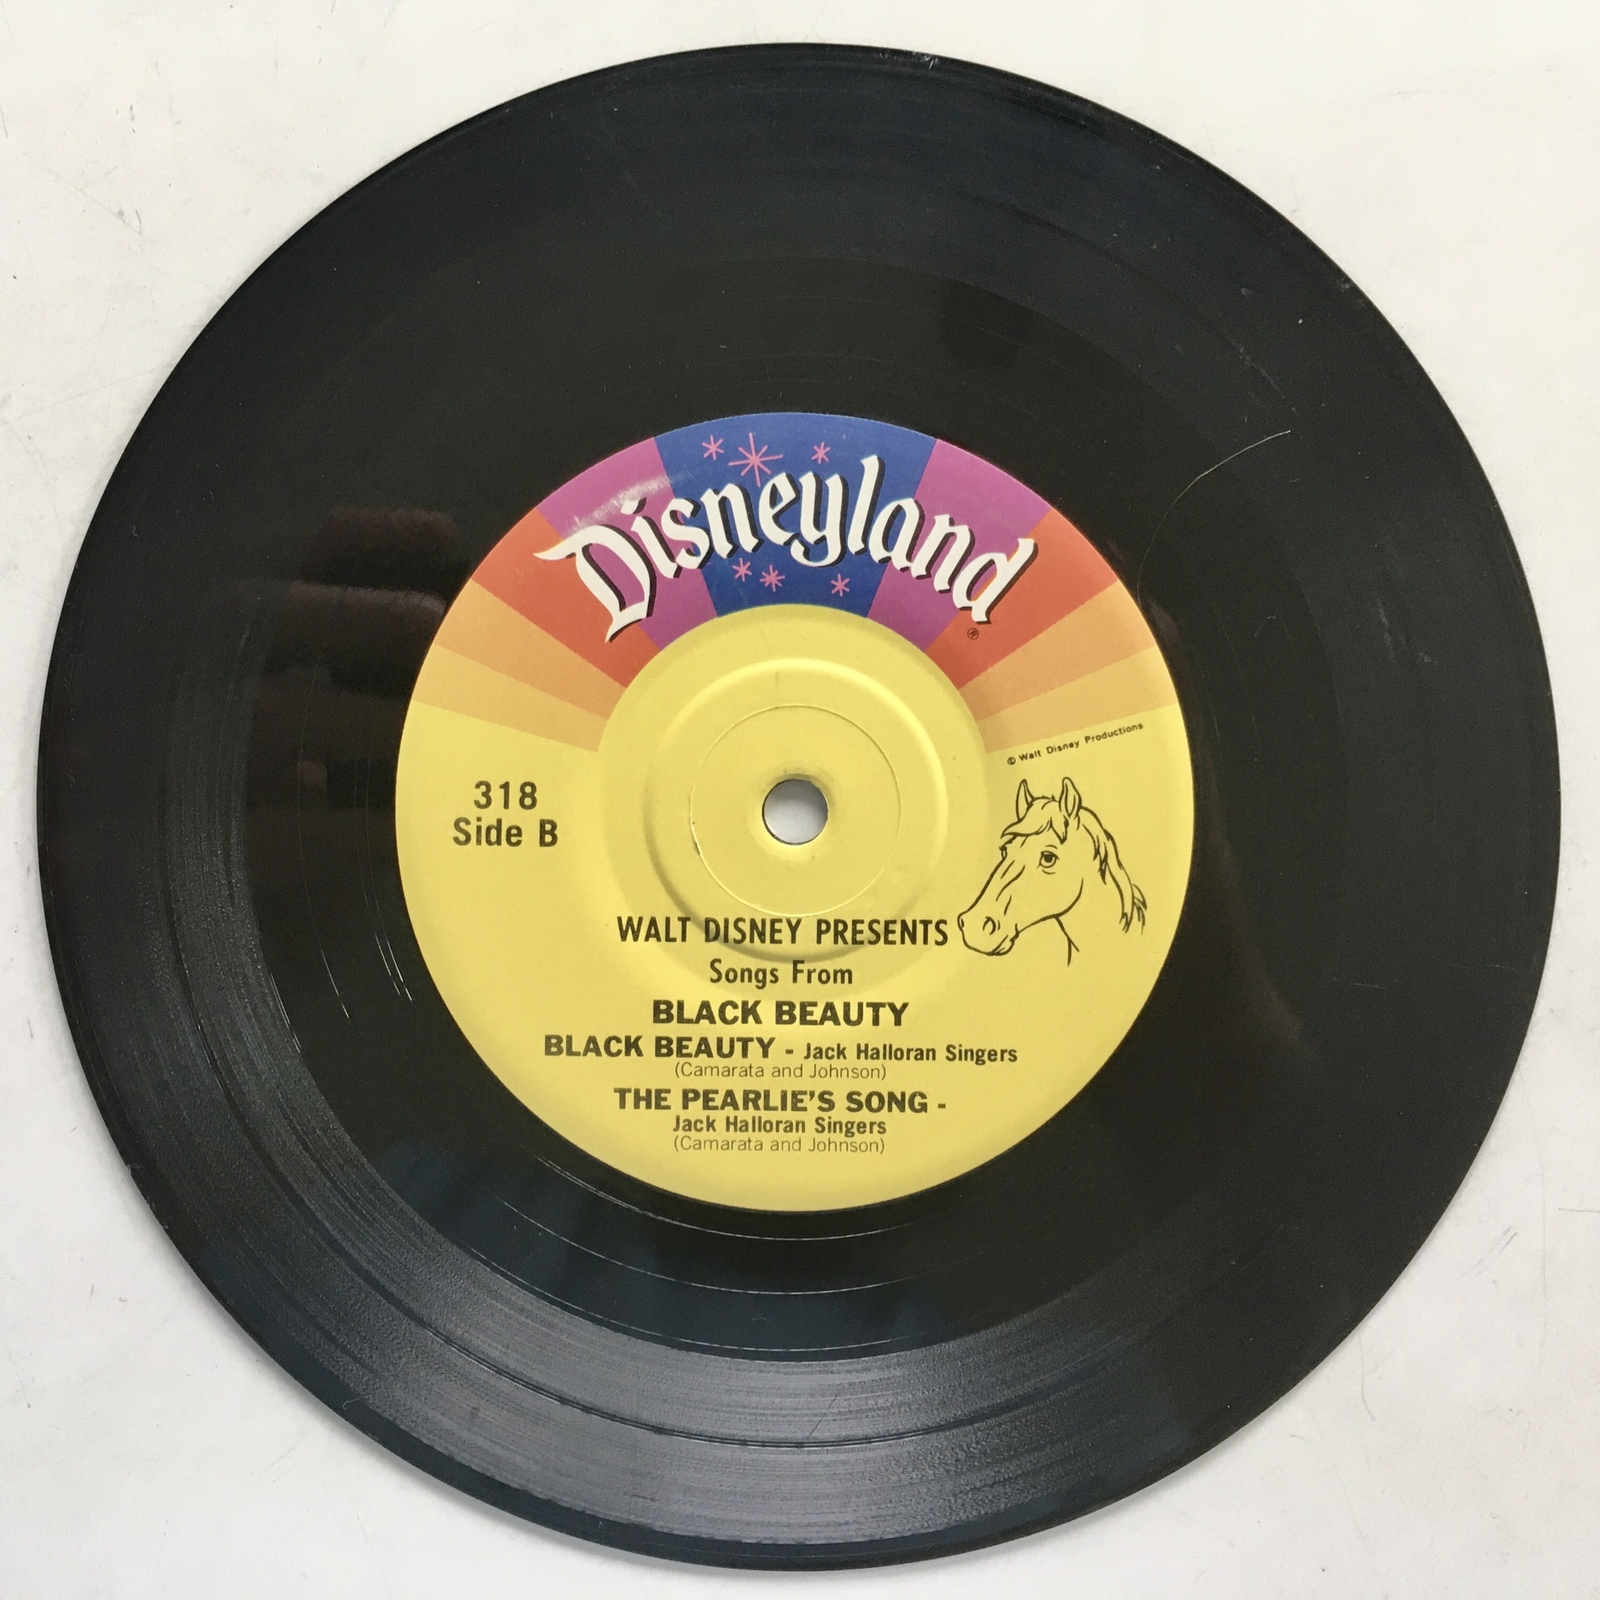 Disneyland
®
© Walt Disney Productions
318
Side B
WALT DISNEY PRESENTS
Songs From
BLACK BEAUTY
BLACK BEAUTY - Jack Halloran Singers
(Camarata and Johnson)
THE PEARLIE'S SONG -
Jack Halloran Singers
(Camarata and Johnson)